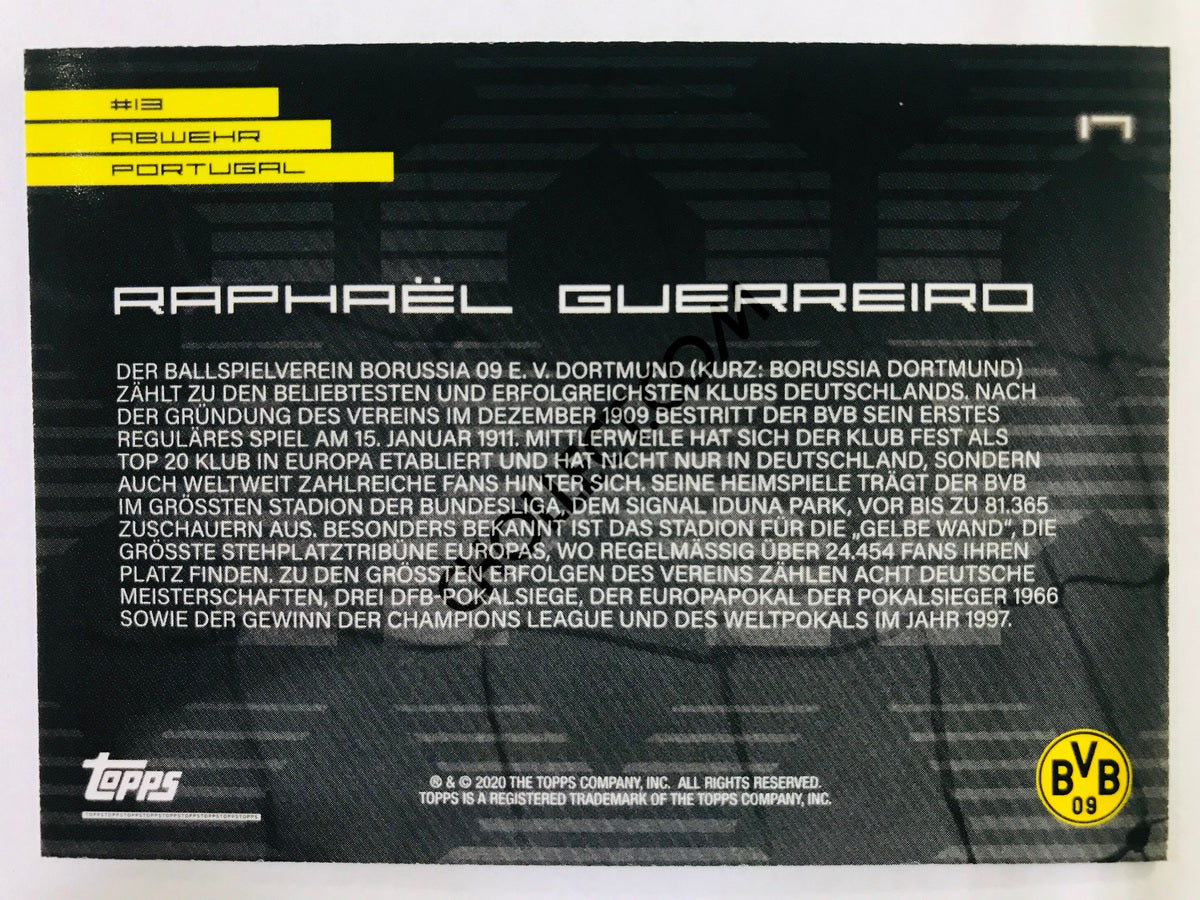 #13
ABWEHR
PORTUGAL
17
RAPHAËL GUERREIRO
DER BALLSPIELVEREIN BORUSSIA 09 E. V. DORTMUND (KURZ: BORUSSIA DORTMUND)
ZÄHLT ZU DEN BELIEBTESTEN UND ERFOLGREICHSTEN KLUBS DEUTSCHLANDS. NACH
DER GRÜNDUNG DES VEREINS IM DEZEMBER 1909 BESTRITT DER BVB SEIN ERSTES
REGULÄRES SPIEL AM 15. JANUAR 1911. MITTLERWEILE HAT SICH DER KLUB FEST ALS
TOP 20 KLUB IN EUROPA ETABLIERT UND HAT NICHT NUR IN DEUTSCHLAND, SONDERN
AUCH WELTWEIT ZAHLREICHE FANS HINTER SICH. SEINE HEIMSPIELE TRÄGT DER BVB
IM GRÖSSTEN STADION DER BUNDESLIGA, DEM SIGNAL IDUNA PARK, VOR BIS ZU 81.365
ZUSCHAUERN AUS. BESONDERS BEKANNT IST DAS STADION FÜR DIE „GELBE WAND“, DIE
GRÖSSTE STEHPLATZTRIBÜNE EUROPAS, WO REGELMÄSSIG ÜBER 24.454 FANS IHREN
PLATZ FINDEN. ZU DEN GRÖSSTEN ERFOLGEN DES VEREINS ZÄHLEN ACHT DEUTSCHE
MEISTERSCHAFTEN, DREI DFB-POKALSIEGE, DER EUROPAPOKAL DER POKALSIEGER 1966
SOWIE DER GEWINN DER CHAMPIONS LEAGUE UND DES WELTPOKALS IM JAHR 1997.
TOPPS
® & © 2020 THE TOPPS COMPANY, INC. ALL RIGHTS RESERVED.
TOPPS IS A REGISTERED TRADEMARK OF THE TOPPS COMPANY, INC.
BVB
09